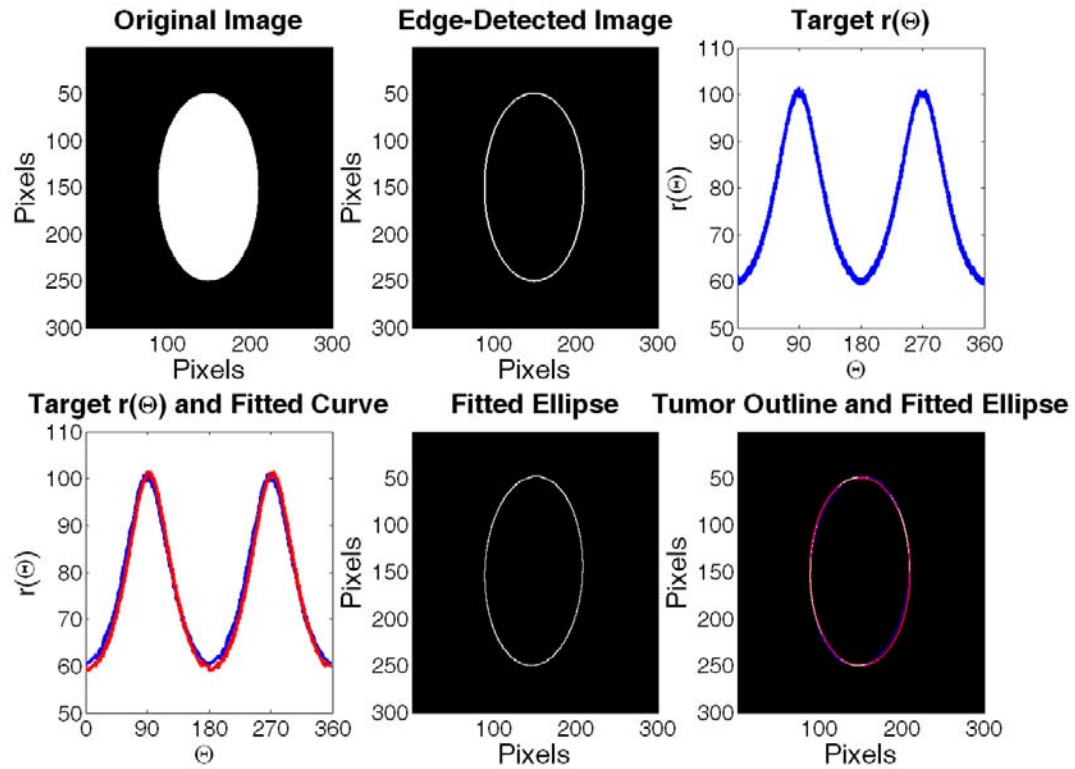 Original Image
50
100
150
200
250
300
Pixels
100 200 300
Pixels
Edge-Detected Image
50
100
150
200
250
300
Pixels
100 200 300
Pixels
Target r(Θ)
110
100
90
80
70
60
50
r(Θ)
0 90 180 270 360
Θ
Target r(Θ) and Fitted Curve
110
100
90
80
70
60
50
r(Θ)
0 90 180 270 360
Θ
Fitted Ellipse
50
100
150
200
250
300
Pixels
100 200 300
Pixels
Tumor Outline and Fitted Ellipse
50
100
150
200
250
300
Pixels
100 200 300
Pixels